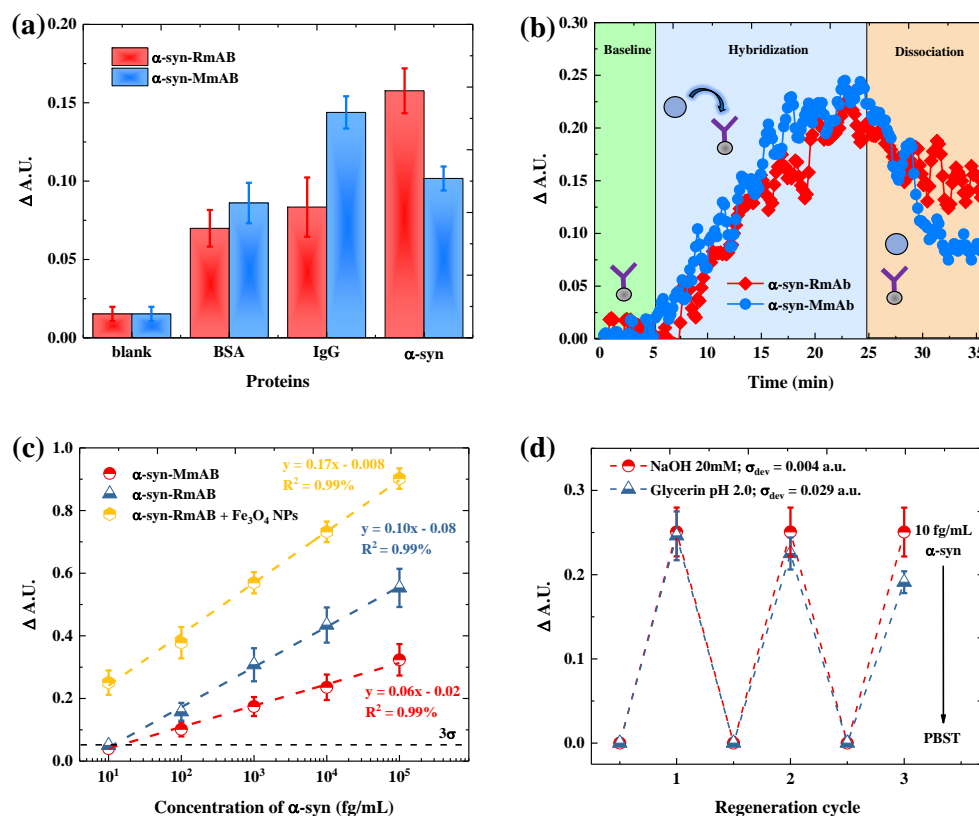 (a)
0.20
0.15
0.10
0.05
0.00
Δ A.U.
α-syn-RmAB
α-syn-MmAB
blank BSA IgG α-syn
Proteins
(b)
0.30
0.25
0.20
0.15
0.10
0.05
0.00
Δ A.U.
Baseline Hybridization Dissociation
α-syn-RmAb
α-syn-MmAb
0 5 10 15 20 25 30 35
Time (min)
(c)
1.0
0.8
0.6
0.4
0.2
0.0
Δ A.U.
α-syn-MmAB
α-syn-RmAB
α-syn-RmAB + Fe₃O₄ NPs
y = 0.17x - 0.008
R² = 0.99%
y = 0.10x - 0.08
R² = 0.99%
y = 0.06x - 0.02
R² = 0.99%
3σ
10¹ 10² 10³ 10⁴ 10⁵
Concentration of α-syn (fg/mL)
(d)
0.3
0.2
0.1
0.0
Δ A.U.
NaOH 20mM; σdev = 0.004 a.u.
Glycerin pH 2.0; σdev = 0.029 a.u.
10 fg/mL
α-syn
PBST
1 2 3
Regeneration cycle